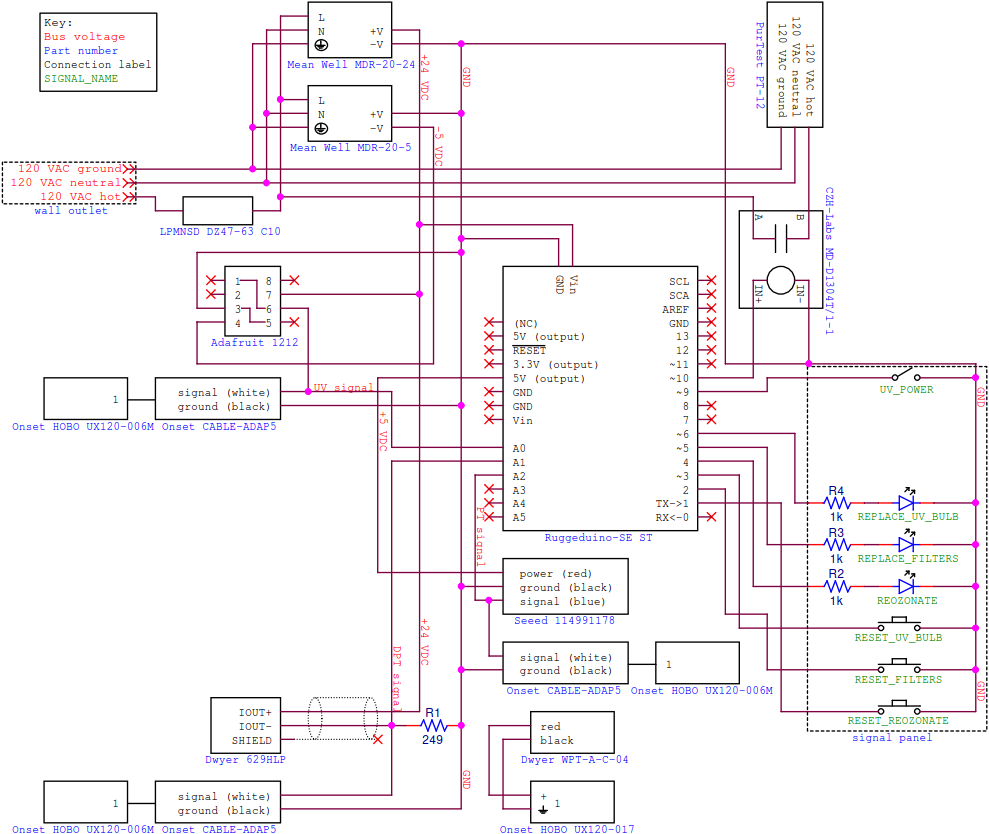 Key:
Bus voltage
Part number
Connection label
SIGNAL_NAME
L
N
+V
-V
Mean Well MDR-20-24
L
N
+V
-V
Mean Well MDR-20-5
+24 VDC
GND
-5 VDC
GND
PurTest PT-12
120 VAC ground
120 VAC neutral
120 VAC hot
120 VAC ground
120 VAC neutral
120 VAC hot
wall outlet
LPMNSD DZ47-63 C10
A
B
IN+
IN-
CZH-Labs MD-D1304T/1-1
1
2
3
4
8
7
6
5
Adafruit 1212
GND
Vin
(NC)
5V (output)
RESET
3.3V (output)
5V (output)
GND
GND
Vin
A0
A1
A2
A3
A4
A5
SCL
SCA
AREF
GND
13
12
~11
~10
~9
8
7
~6
~5
4
~3
2
TX->1
RX<-0
Ruggeduino-SE ST
1
Onset HOBO UX120-006M
signal (white)
ground (black)
Onset CABLE-ADAP5
UV signal
+5 VDC
PT signal
power (red)
ground (black)
signal (blue)
Seeed 114991178
signal (white)
ground (black)
Onset CABLE-ADAP5
1
Onset HOBO UX120-006M
UV_POWER
GND
R4
1k
REPLACE_UV_BULB
R3
1k
REPLACE_FILTERS
R2
1k
REOZONATE
RESET_UV_BULB
RESET_FILTERS
GND
RESET_REOZONATE
signal panel
+24 VDC
DPT signal
IOUT+
IOUT-
SHIELD
Dwyer 629HLP
R1
249
GND
red
black
Dwyer WPT-A-C-04
1
Onset HOBO UX120-006M
signal (white)
ground (black)
Onset CABLE-ADAP5
+
1
Onset HOBO UX120-017